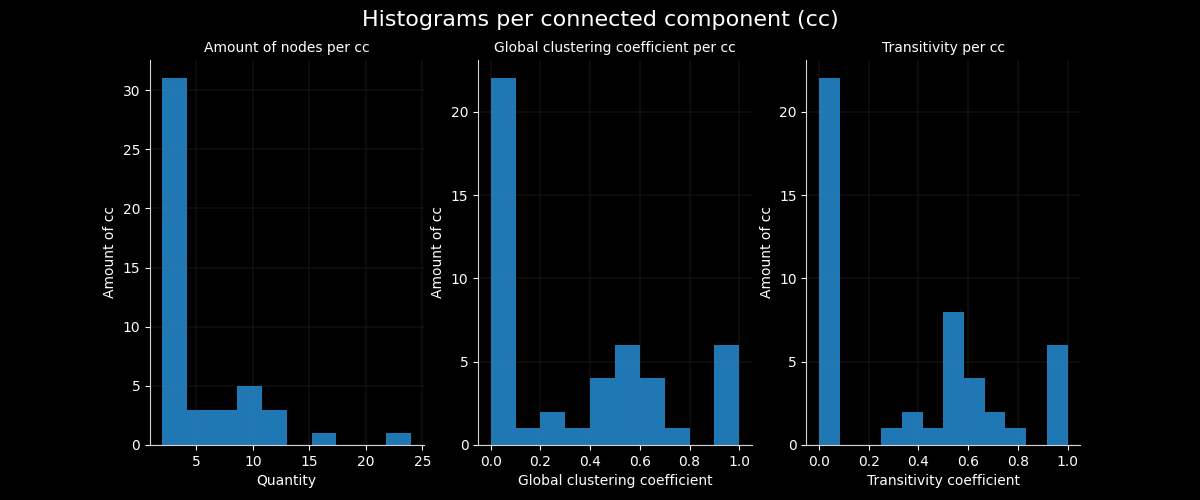 Histograms per connected component (cc)
Amount of nodes per cc
Global clustering coefficient per cc
Transitivity per cc
30
25
20
15
10
5
0
Amount of cc
5 10 15 20 25
Quantity
20
15
10
5
0
Amount of cc
0.0 0.2 0.4 0.6 0.8 1.0
Global clustering coefficient
20
15
10
5
0
Amount of cc
0.0 0.2 0.4 0.6 0.8 1.0
Transitivity coefficient